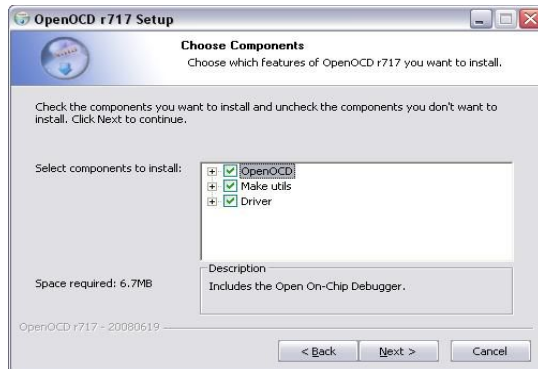 OpenOCD r717 Setup
Choose Components
Choose which features of OpenOCD r717 you want to install.
Check the components you want to install and uncheck the components you don't want to
install. Click Next to continue.
Select components to install:
OpenOCD
Make utils
Driver
Space required: 6.7MB
Description
Includes the Open On-Chip Debugger.
OpenOCD r717 - 20080619
< Back
Next >
Cancel